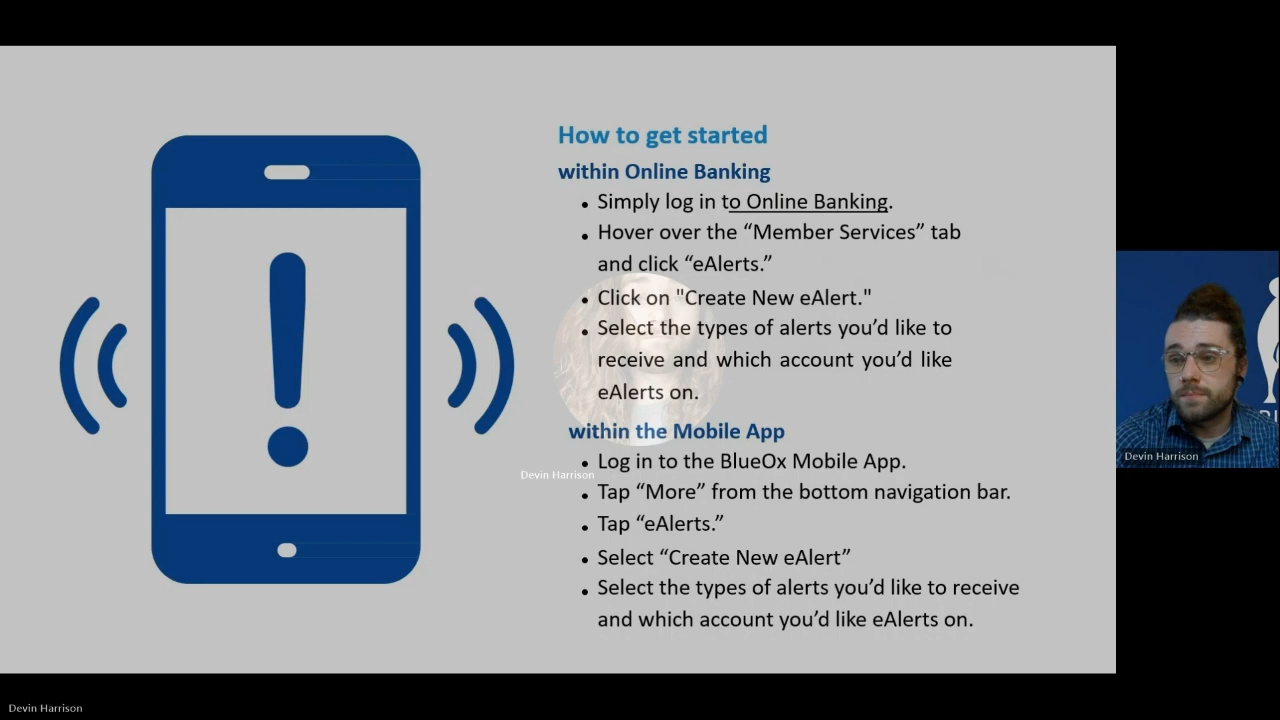 How to get started
within Online Banking
• Simply log in to Online Banking.
• Hover over the “Member Services” tab
and click “eAlerts.”
• Click on "Create New eAlert."
• Select the types of alerts you’d like to
receive and which account you’d like
eAlerts on.
within the Mobile App
• Log in to the BlueOx Mobile App.
• Tap “More” from the bottom navigation bar.
• Tap “eAlerts.”
• Select “Create New eAlert”
• Select the types of alerts you’d like to receive
and which account you’d like eAlerts on.
Devin Harrison
Devin Harrison
Devin Harrison